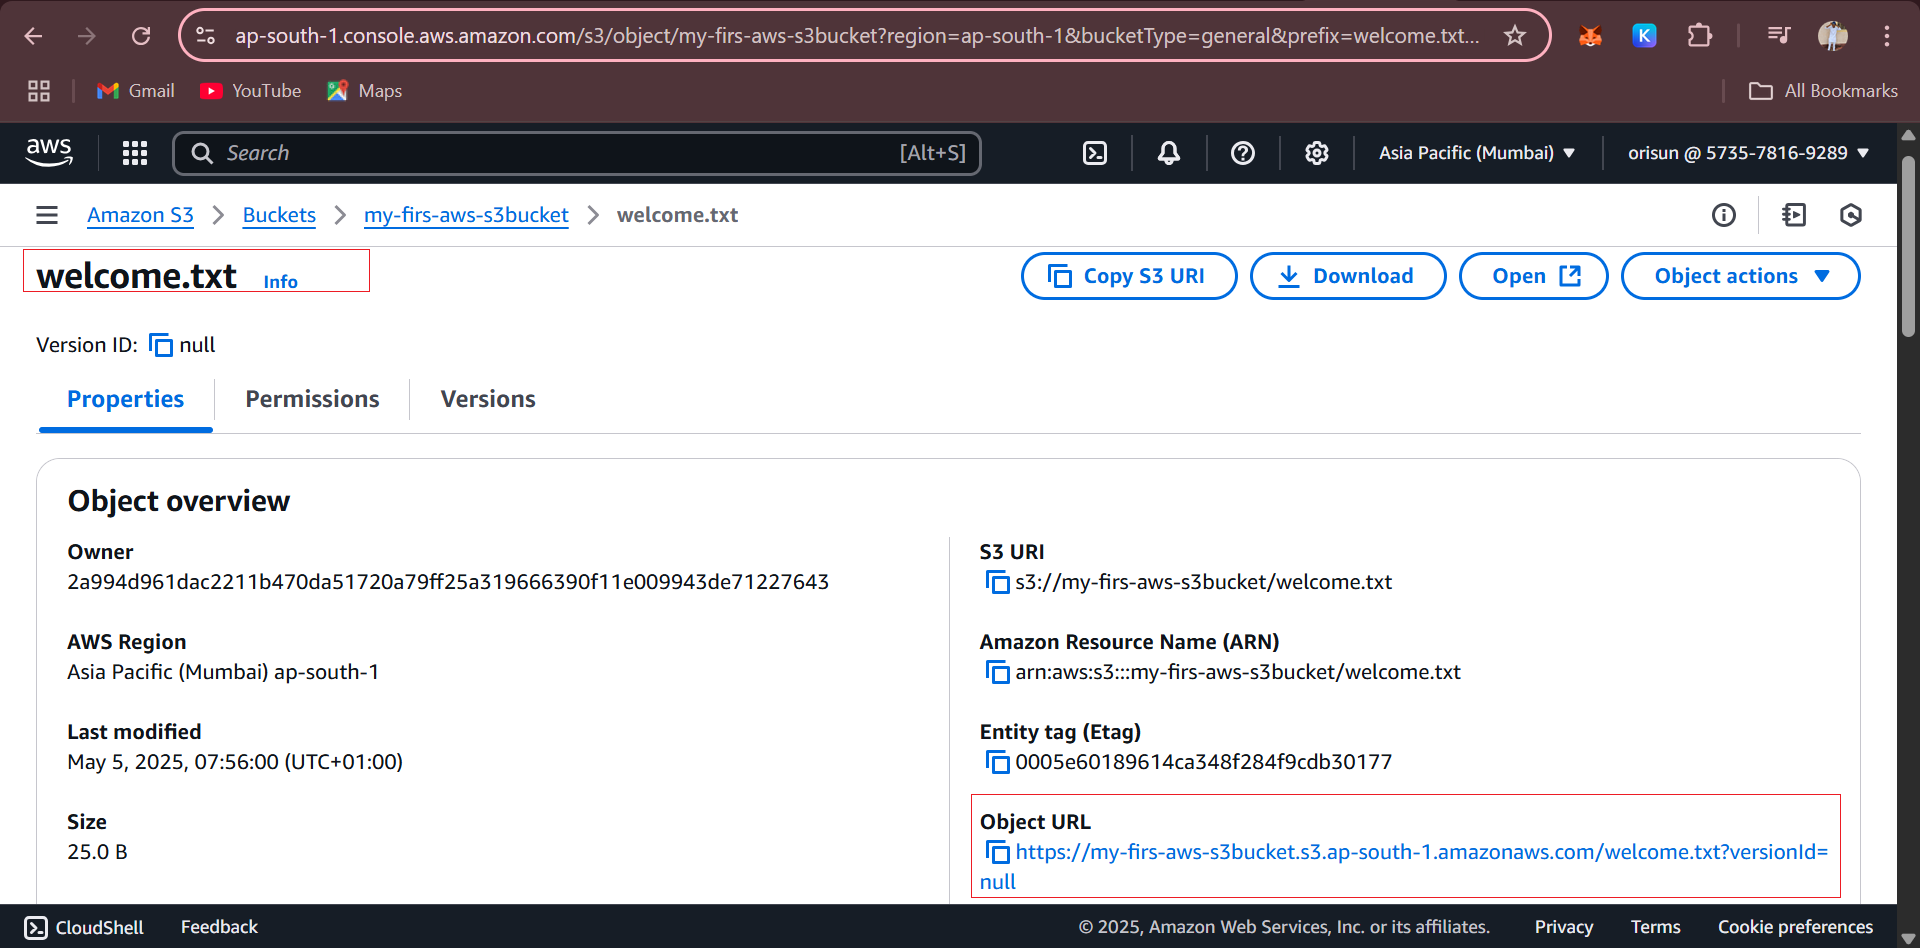 ap-south-1.console.aws.amazon.com/s3/object/my-firs-aws-s3bucket?region=ap-south-1&bucketType=general&prefix=welcome.txt...
K
Gmail
YouTube
Maps
All Bookmarks
aws
Search
[Alt+S]
Asia Pacific (Mumbai)
orisun @ 5735-7816-9289
Amazon S3
Buckets
my-firs-aws-s3bucket
welcome.txt
welcome.txt Info
Copy S3 URI
Download
Open
Object actions
Version ID: null
Properties
Permissions
Versions
Object overview
Owner
2a994d961dac2211b470da51720a79ff25a319666390f11e009943de71227643
AWS Region
Asia Pacific (Mumbai) ap-south-1
Last modified
May 5, 2025, 07:56:00 (UTC+01:00)
Size
25.0 B
S3 URI
s3://my-firs-aws-s3bucket/welcome.txt
Amazon Resource Name (ARN)
arn:aws:s3:::my-firs-aws-s3bucket/welcome.txt
Entity tag (Etag)
0005e60189614ca348f284f9cdb30177
Object URL
https://my-firs-aws-s3bucket.s3.ap-south-1.amazonaws.com/welcome.txt?versionId=
null
CloudShell
Feedback
© 2025, Amazon Web Services, Inc. or its affiliates.
Privacy
Terms
Cookie preferences